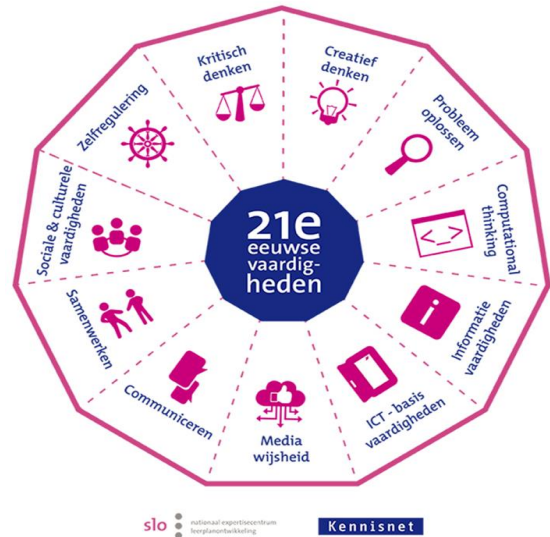 Kritisch
denken
Creatief
denken
Probleem
oplossen
Computational
thinking
Informatie
vaardigheden
ICT - basis
vaardigheden
Media
wijsheid
Communiceren
Samenwerken
Sociale & culturele
vaardigheden
Zelfregulering
21e
eeuwse
vaardig-
heden
<_>
i
slo
nationaal expertisecentrum
leerplanontwikkeling
Kennisnet